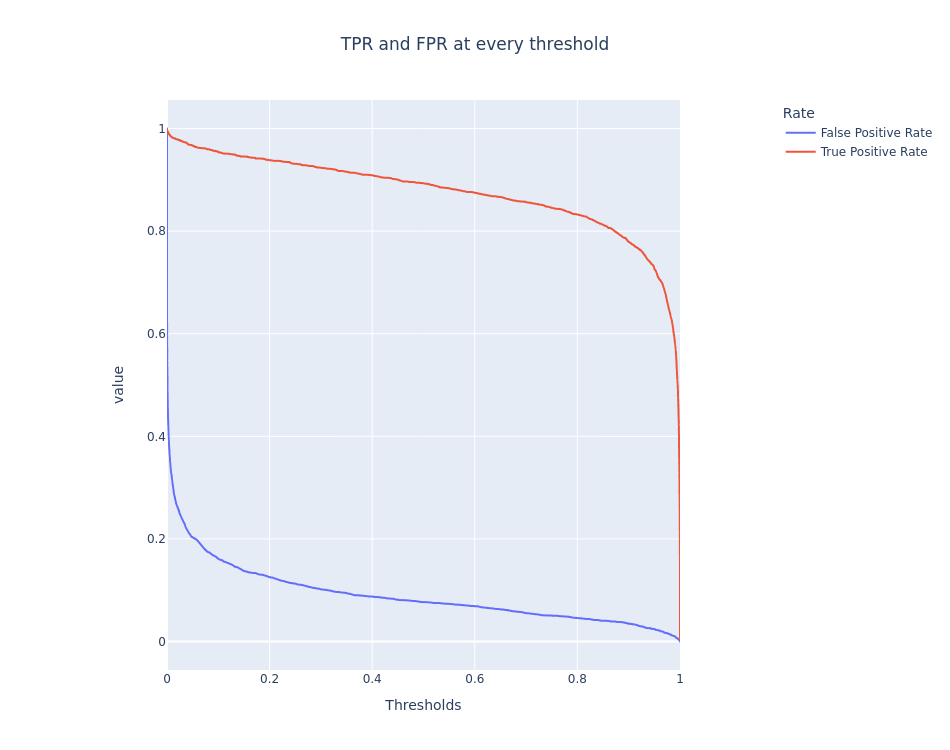 TPR and FPR at every threshold
Rate
False Positive Rate
True Positive Rate
value
1
0.8
0.6
0.4
0.2
0
0 0.2 0.4 0.6 0.8 1
Thresholds